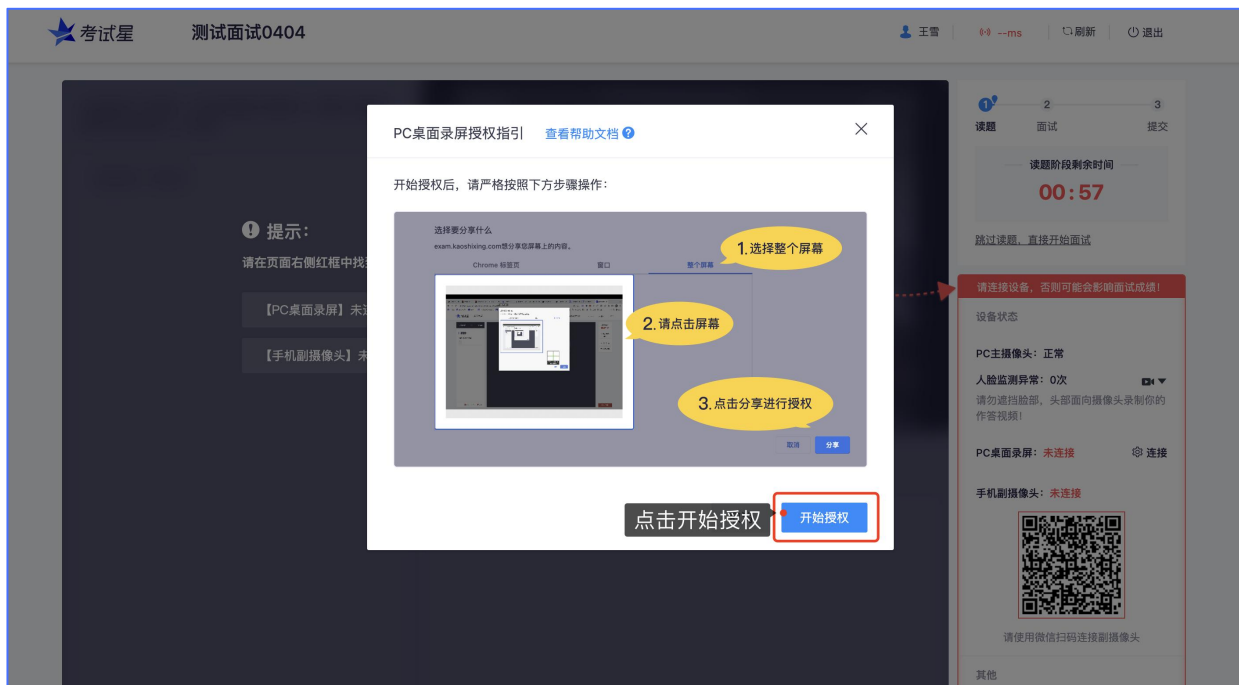 考试星
测试面试0404
王雪
--ms
刷新
退出
PC桌面录屏授权指引 查看帮助文档
开始授权后，请严格按照下方步骤操作：
选择要分享什么
exam.kaoshixing.com想分享您屏幕上的内容。
Chrome 标签页 窗口 整个屏幕
1.选择整个屏幕
2.请点击屏幕
3.点击分享进行授权
取消 分享
点击开始授权
开始授权
提示：
请在页面右侧红框中找
【PC桌面录屏】未
【手机副摄像头】未
1 2 3
读题 面试 提交
读题阶段剩余时间
00:57
跳过读题，直接开始面试
请连接设备，否则可能会影响面试成绩！
设备状态
PC主摄像头：正常
人脸监测异常：0次
请勿遮挡脸部，头部面向摄像头录制你的
作答视频！
PC桌面录屏：未连接 连接
手机副摄像头：未连接
请使用微信扫码连接副摄像头
其他